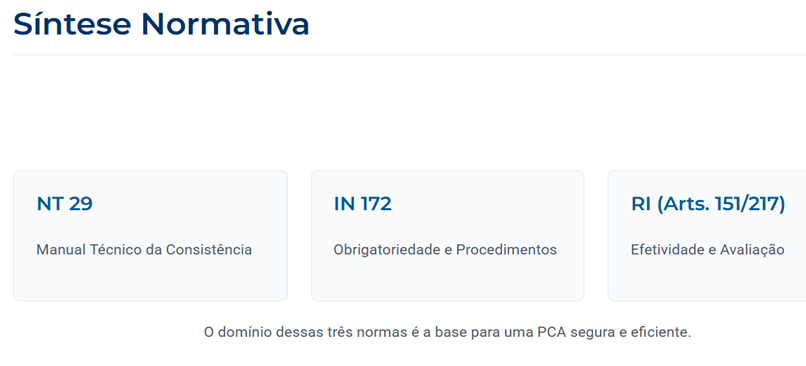 Síntese Normativa
NT 29
Manual Técnico da Consistência
IN 172
Obrigatoriedade e Procedimentos
RI (Arts. 151/217)
Efetividade e Avaliação
O domínio dessas três normas é a base para uma PCA segura e eficiente.